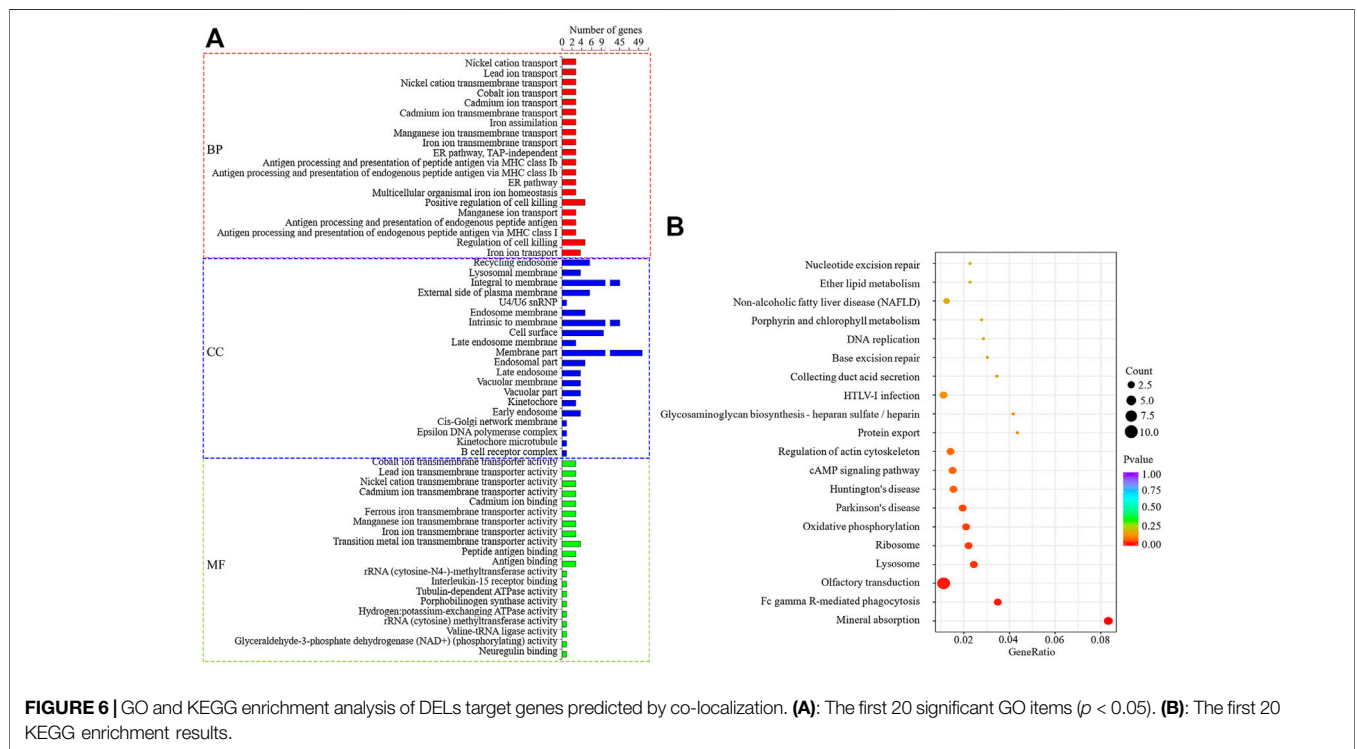 A
Number of genes
0 2 4 6 9 45 49
BP
Nickel cation transport
Lead ion transport
Nickel cation transmembrane transport
Cobalt ion transport
Cadmium ion transport
Cadmium ion transmembrane transport
Iron assimilation
Manganese ion transmembrane transport
Iron ion transmembrane transport
ER pathway, TAP-independent
Antigen processing and presentation of peptide antigen via MHC class Ib
Antigen processing and presentation of endogenous peptide antigen via MHC class Ib
ER pathway
Multicellular organismal iron ion homeostasis
Positive regulation of cell killing
Manganese ion transport
Antigen processing and presentation of endogenous peptide antigen
Antigen processing and presentation of endogenous peptide antigen via MHC class I
Regulation of cell killing
Iron ion transport
CC
Recycling endosome
Lysosomal membrane
Integral to membrane
External side of plasma membrane
U4/U6 snRNP
Endosome membrane
Intrinsic to membrane
Cell surface
Late endosome membrane
Membrane part
Endosomal part
Late endosome
Vacuolar membrane
Vacuolar part
Kinetochore
Early endosome
Cis-Golgi network membrane
Epsilon DNA polymerase complex
Kinetochore microtubule
B cell receptor complex
MF
Cobalt ion transmembrane transporter activity
Lead ion transmembrane transporter activity
Nickel cation transmembrane transporter activity
Cadmium ion transmembrane transporter activity
Cadmium ion binding
Ferrous iron transmembrane transporter activity
Manganese ion transmembrane transporter activity
Iron ion transmembrane transporter activity
Transition metal ion transmembrane transporter activity
Peptide antigen binding
Antigen binding
rRNA (cytosine-N4-)-methyltransferase activity
Interleukin-15 receptor binding
Tubulin-dependent ATPase activity
Porphobilinogen synthase activity
Hydrogen:potassium-exchanging ATPase activity
rRNA (cytosine) methyltransferase activity
Valine-tRNA ligase activity
Glyceraldehyde-3-phosphate dehydrogenase (NAD+) (phosphorylating) activity
Neuregulin binding
B
Nucleotide excision repair
Ether lipid metabolism
Non-alcoholic fatty liver disease (NAFLD)
Porphyrin and chlorophyll metabolism
DNA replication
Base excision repair
Collecting duct acid secretion
HTLV-I infection
Glycosaminoglycan biosynthesis - heparan sulfate / heparin
Protein export
Regulation of actin cytoskeleton
cAMP signaling pathway
Huntington's disease
Parkinson's disease
Oxidative phosphorylation
Ribosome
Lysosome
Olfactory transduction
Fc gamma R-mediated phagocytosis
Mineral absorption
0.02 0.04 0.06 0.08
GeneRatio
Count
2.5
5.0
7.5
10.0
Pvalue
1.00
0.75
0.50
0.25
0.00
FIGURE 6 | GO and KEGG enrichment analysis of DELs target genes predicted by co-localization. (A): The first 20 significant GO items (p < 0.05). (B): The first 20
KEGG enrichment results.